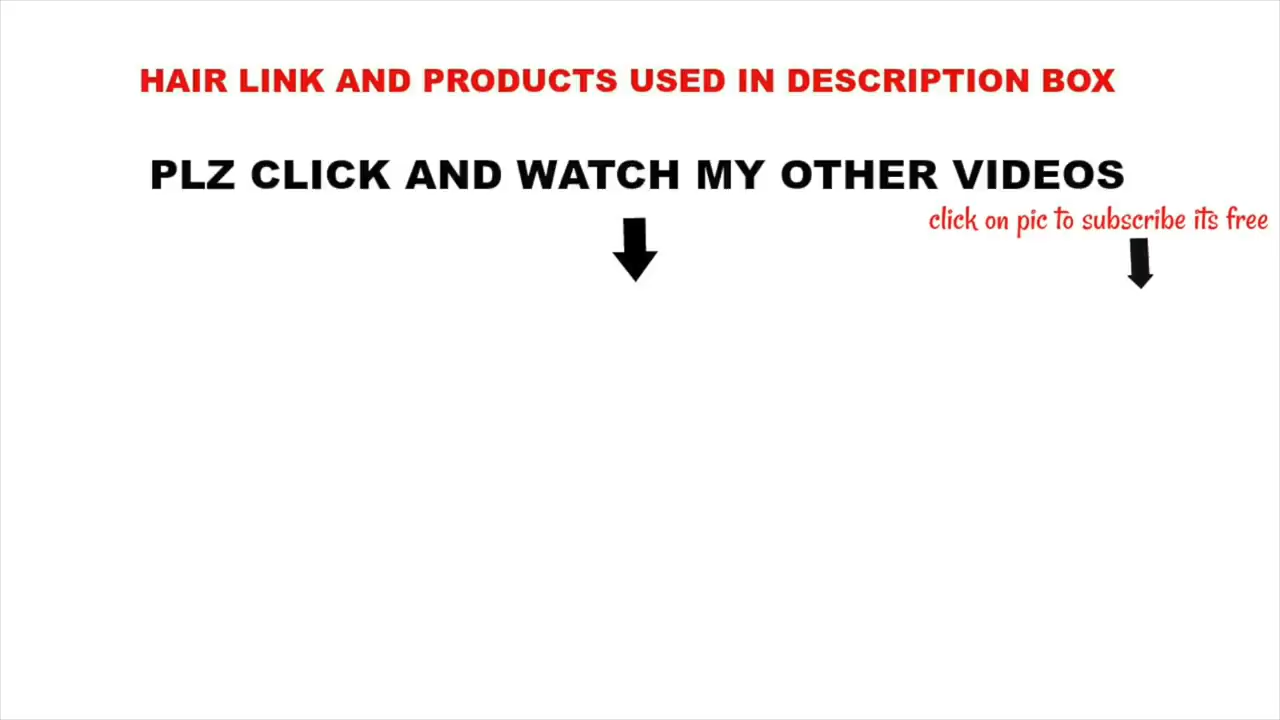 HAIR LINK AND PRODUCTS USED IN DESCRIPTION BOX
PLZ CLICK AND WATCH MY OTHER VIDEOS
click on pic to subscribe its free